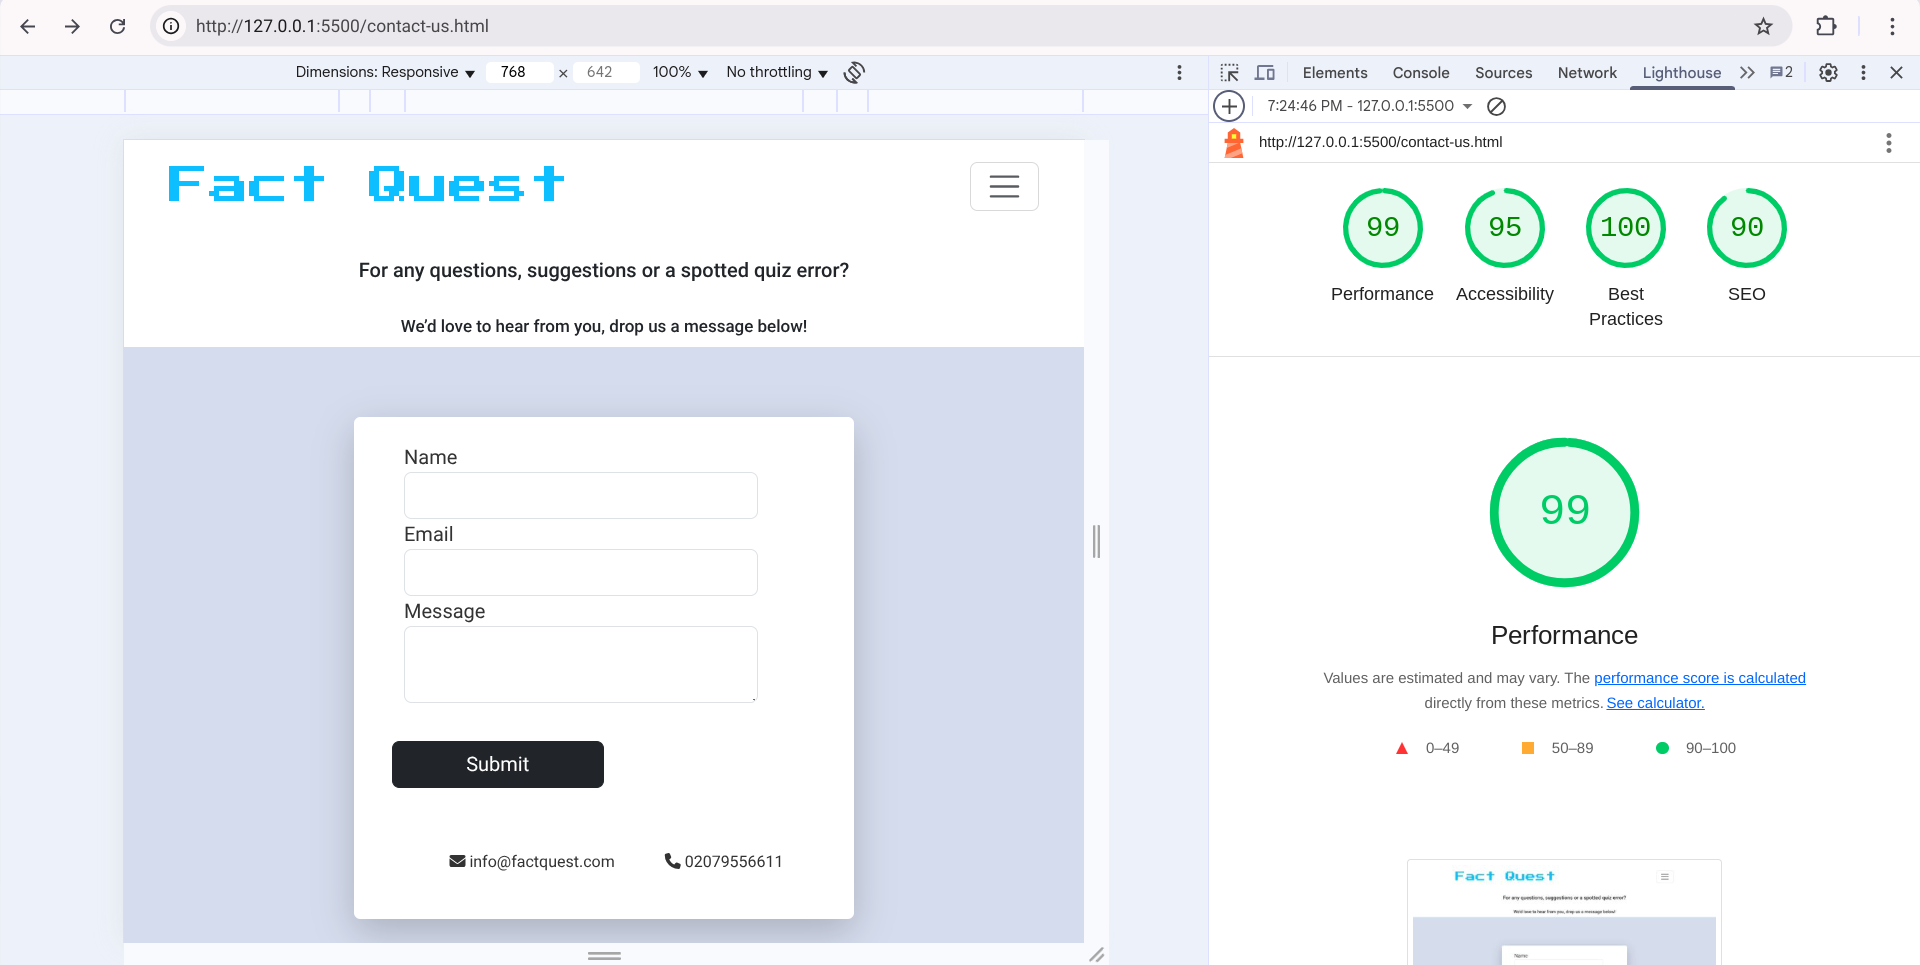 http://127.0.0.1:5500/contact-us.html
Dimensions: Responsive 768 × 642 100% No throttling
Elements Console Sources Network Lighthouse 2
7:24:46 PM - 127.0.0.1:5500
http://127.0.0.1:5500/contact-us.html
Fact Quest
For any questions, suggestions or a spotted quiz error?
We’d love to hear from you, drop us a message below!
Name
Email
Message
Submit
info@factquest.com 02079556611
99 95 100 90
Performance Accessibility Best Practices SEO
99
Performance
Values are estimated and may vary. The performance score is calculated
directly from these metrics. See calculator.
0–49 50–89 90–100
Fact Quest
For any questions, suggestions or a spotted quiz error?
We'd love to hear from you, drop us a message below!
Name